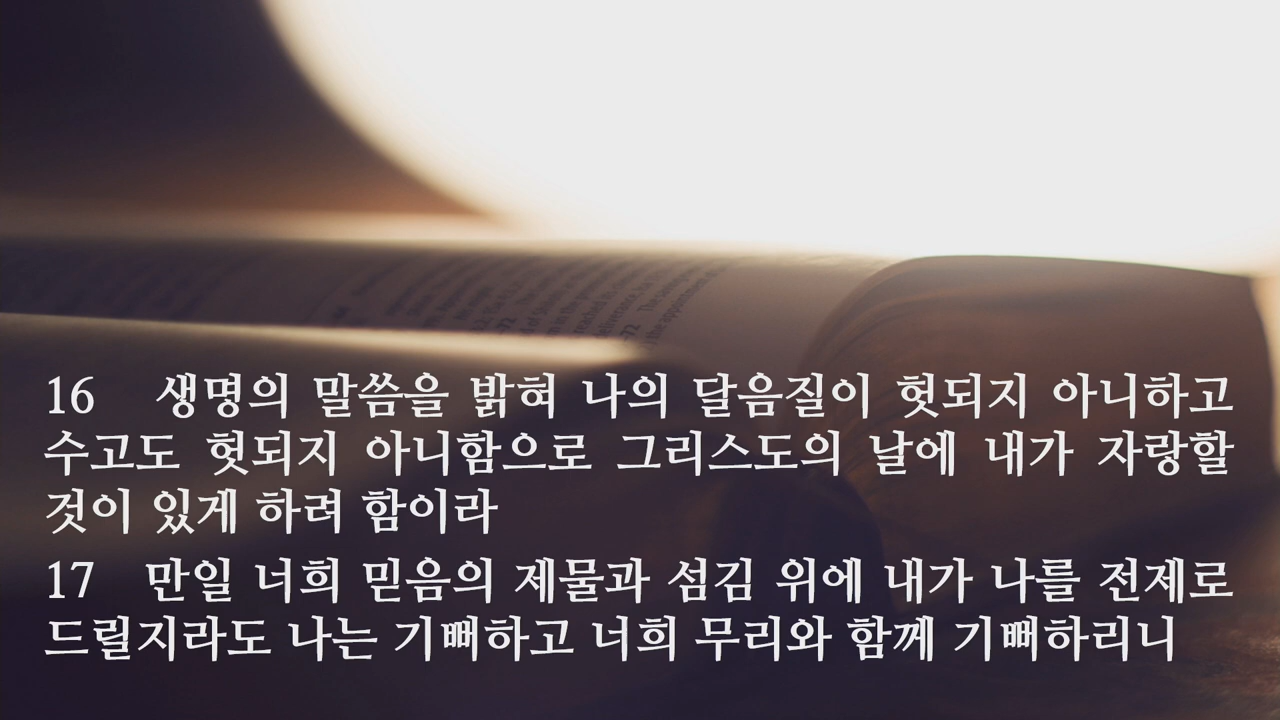 16 생명의 말씀을 밝혀 나의 달음질이 헛되지 아니하고
수고도 헛되지 아니함으로 그리스도의 날에 내가 자랑할
것이 있게 하려 함이라
17 만일 너희 믿음의 제물과 섬김 위에 내가 나를 전제로
드릴지라도 나는 기뻐하고 너희 무리와 함께 기뻐하리니